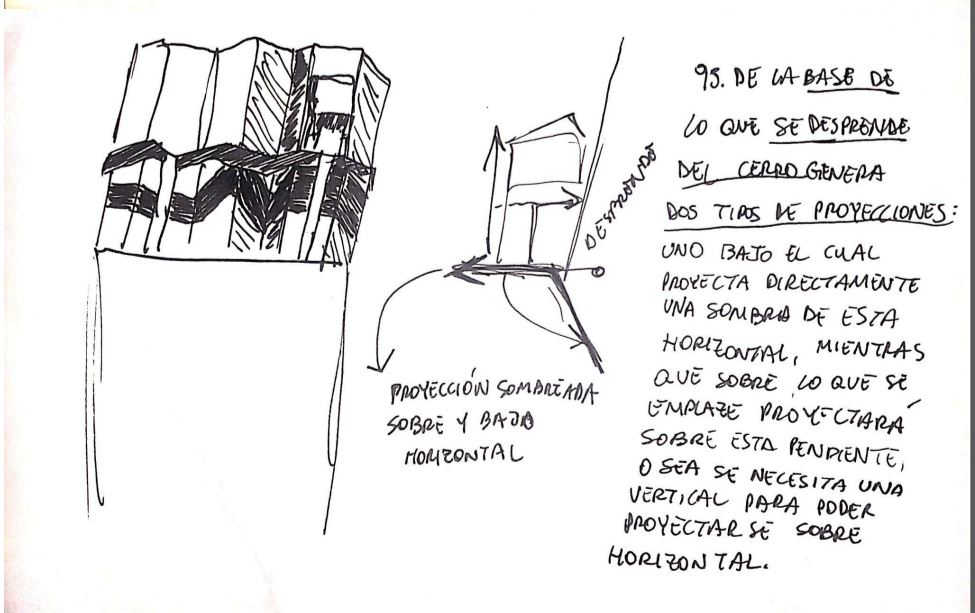 95. DE LA BASE DE
LO QUE SE DESPRENDE
DEL CERRO GENERA
DOS TIPOS DE PROYECCIONES:
UNO BAJO EL CUAL
PROYECTA DIRECTAMENTE
UNA SOMBRA DE ESTA
HORIZONTAL, MIENTRAS
QUE SOBRE LO QUE SE
EMPLAZE PROYECTARÁ
SOBRE ESTA PENDIENTE,
O SEA SE NECESITA UNA
VERTICAL PARA PODER
PROYECTARSE SOBRE
HORIZONTAL.
DESPRENDE
PROYECCIÓN SOMBREADA
SOBRE Y BAJO
HORIZONTAL